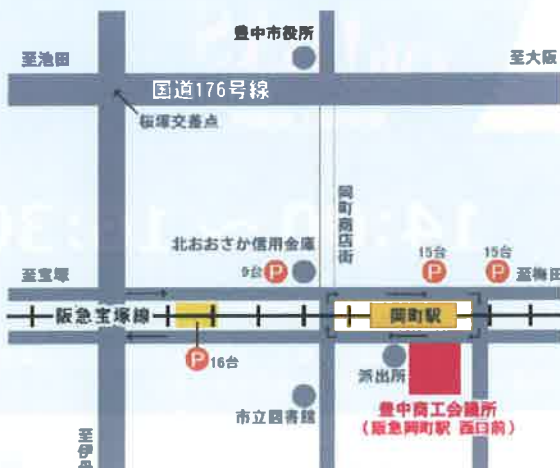 豊中市役所
至池田
至大阪
国道176号線
桜塚交差点
岡町商店街
北おおさか信用金庫
9台 P
15台
P
15台
P
至宝塚
至梅田
阪急宝塚線
岡町駅
P 16台
派出所
市立図書館
豊中商工会議所
(阪急岡町駅 西口前)
至伊丹